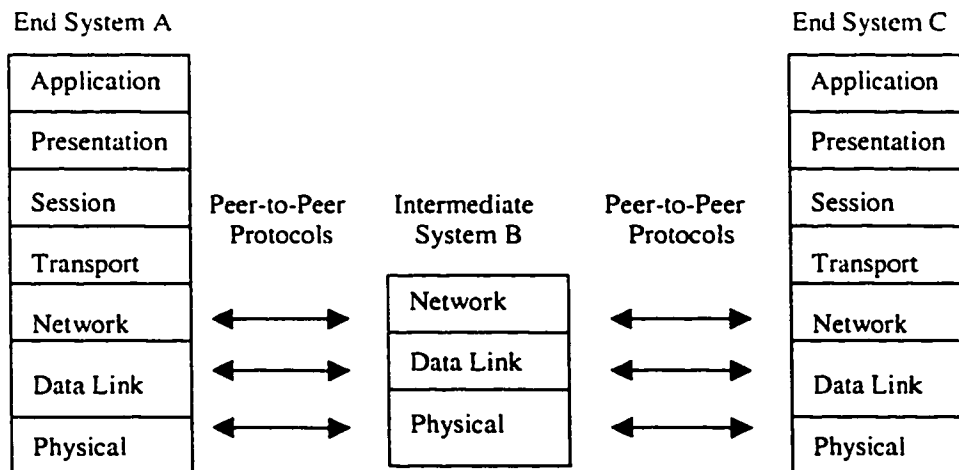 End System A
Application
Presentation
Session
Transport
Network
Data Link
Physical
Peer-to-Peer
Protocols
Intermediate
System B
Network
Data Link
Physical
Peer-to-Peer
Protocols
End System C
Application
Presentation
Session
Transport
Network
Data Link
Physical